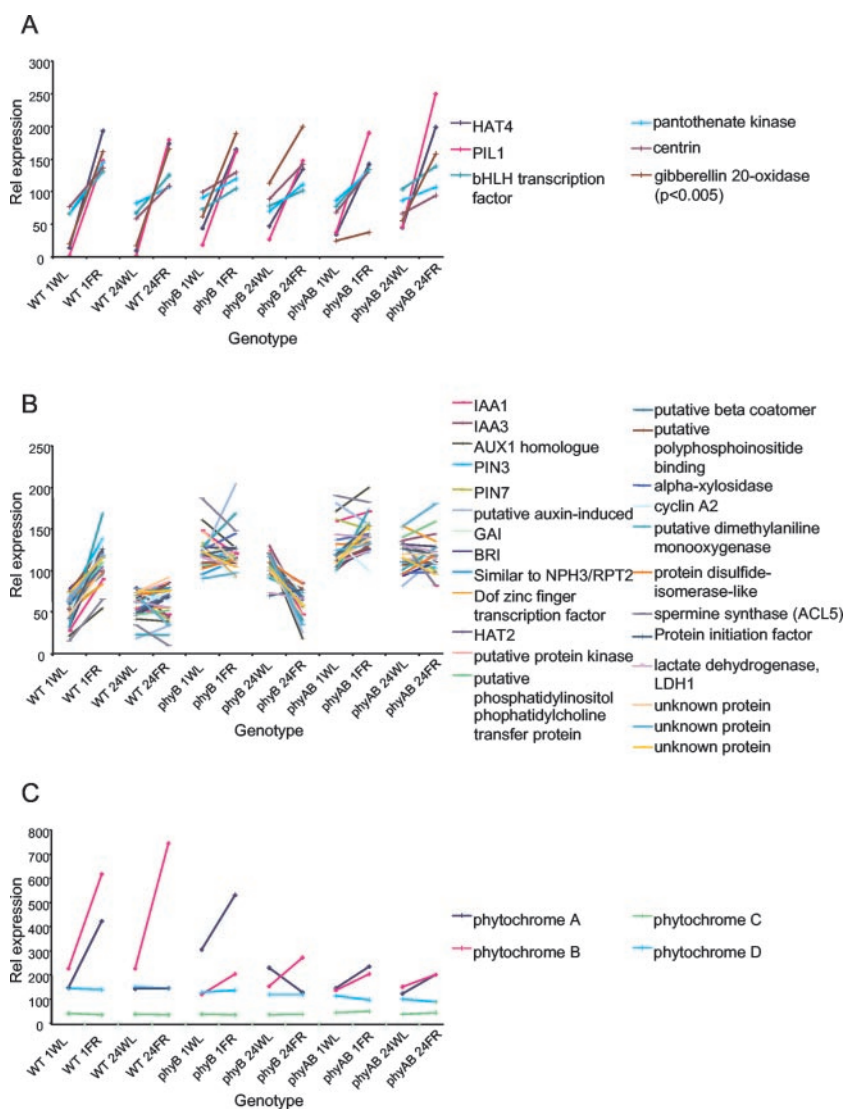 A
300
250
200
150
100
50
0
Rel expression
WT 1WL
WT 1FR
WT 24WL
WT 24FR
phyB 1WL
phyB 1FR
phyB 24WL
phyB 24FR
phyAB 1WL
phyAB 1FR
phyAB 24WL
phyAB 24FR
Genotype
HAT4
PIL1
bHLH transcription
factor
pantothenate kinase
centrin
gibberellin 20-oxidase
(p<0.005)
B
250
200
150
100
50
0
Rel expression
WT 1WL
WT 1FR
WT 24WL
WT 24FR
phyB 1WL
phyB 1FR
phyB 24WL
phyB 24FR
phyAB 1WL
phyAB 1FR
phyAB 24WL
phyAB 24FR
Genotype
IAA1
IAA3
AUX1 homologue
PIN3
PIN7
putative auxin-induced
GAI
BRI
Similar to NPH3/RPT2
Dof zinc finger
transcription factor
HAT2
putative protein kinase
putative
phosphatidylinositol
phophatidylcholine
transfer protein
putative beta coatomer
putative
polyphosphoinositide
binding
alpha-xylosidase
cyclin A2
putative dimethylaniline
monooxygenase
protein disulfide-
isomerase-like
spermine synthase (ACL5)
Protein initiation factor
lactate dehydrogenase,
LDH1
unknown protein
unknown protein
unknown protein
C
800
700
600
500
400
300
200
100
0
Rel expression
WT 1WL
WT 1FR
WT 24WL
WT 24FR
phyB 1WL
phyB 1FR
phyB 24WL
phyB 24FR
phyAB 1WL
phyAB 1FR
phyAB 24WL
phyAB 24FR
Genotype
phytochrome A
phytochrome B
phytochrome C
phytochrome D